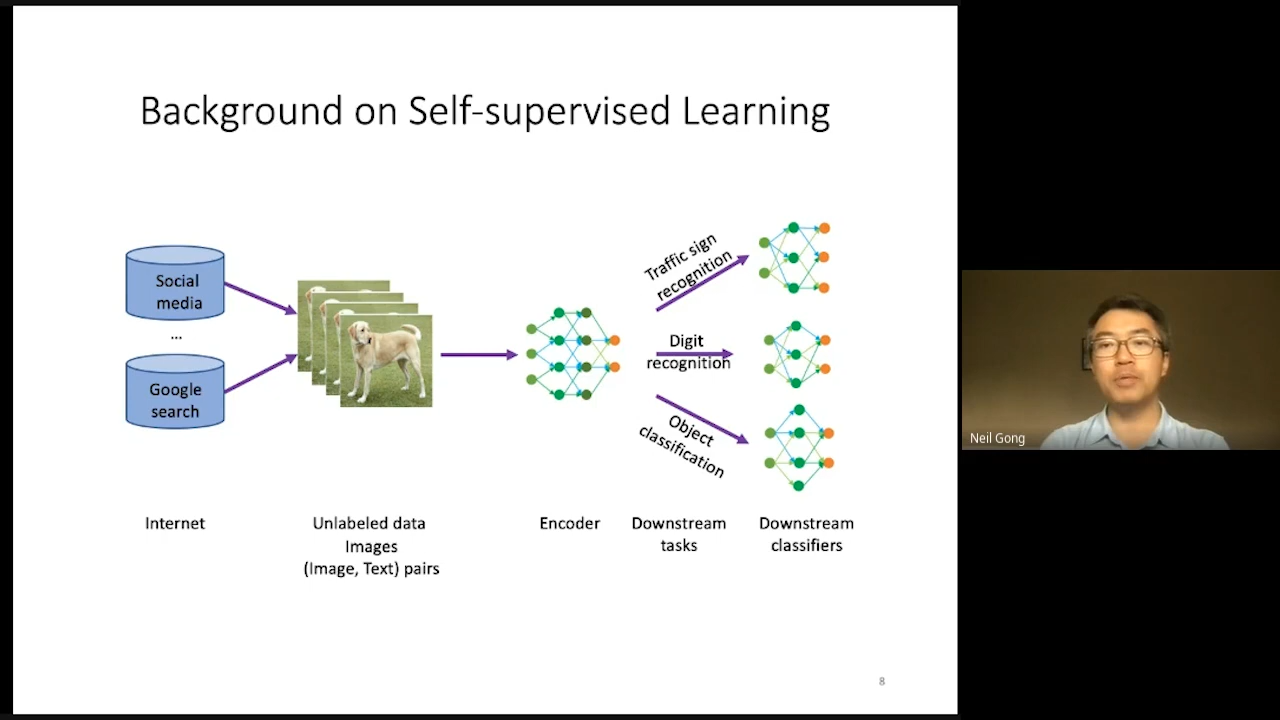 Background on Self-supervised Learning
Social
media
...
Google
search
Traffic sign
recognition
Digit
recognition
Object
classification
Internet
Unlabeled data
Images
(Image, Text) pairs
Encoder
Downstream
tasks
Downstream
classifiers
8
Neil Gong